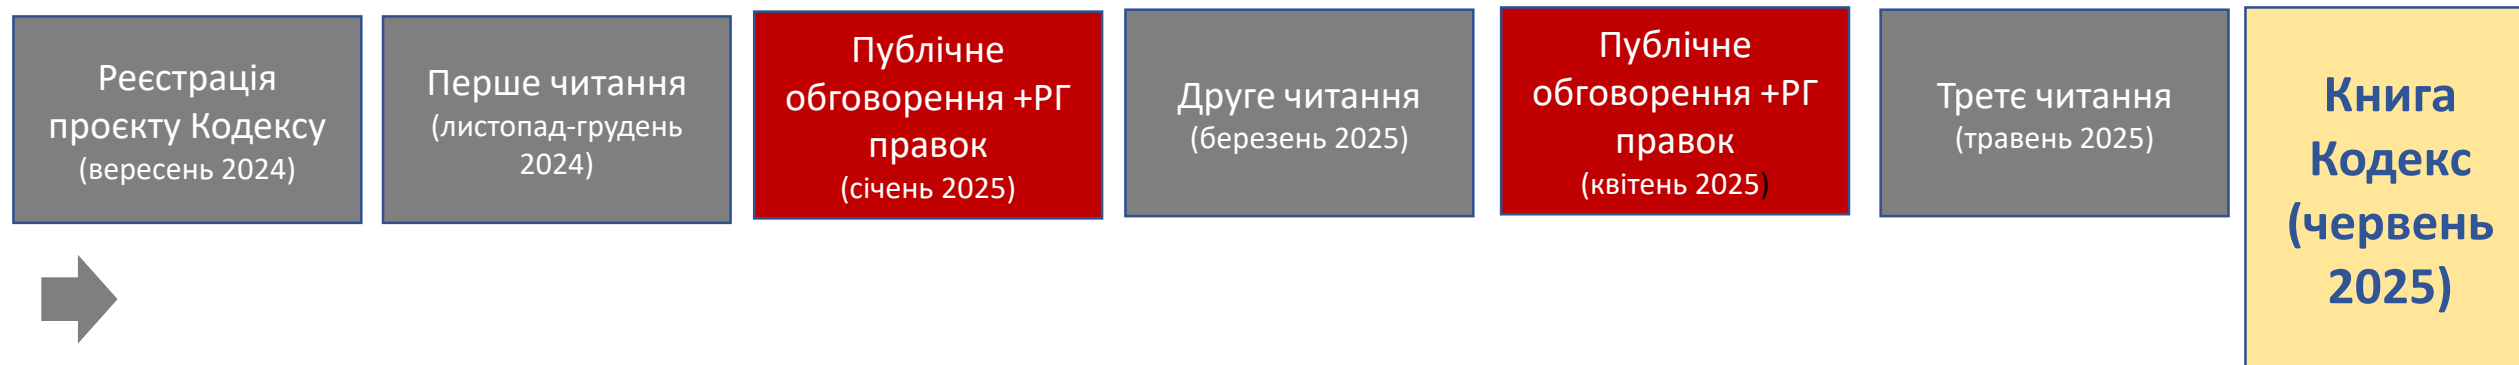 Реєстрація
проєкту Кодексу
(вересень 2024)
Перше читання
(листопад-грудень
2024)
Публічне
обговорення +РГ
правок
(січень 2025)
Друге читання
(березень 2025)
Публічне
обговорення +РГ
правок
(квітень 2025)
Третє читання
(травень 2025)
Книга
Кодекс
(червень
2025)